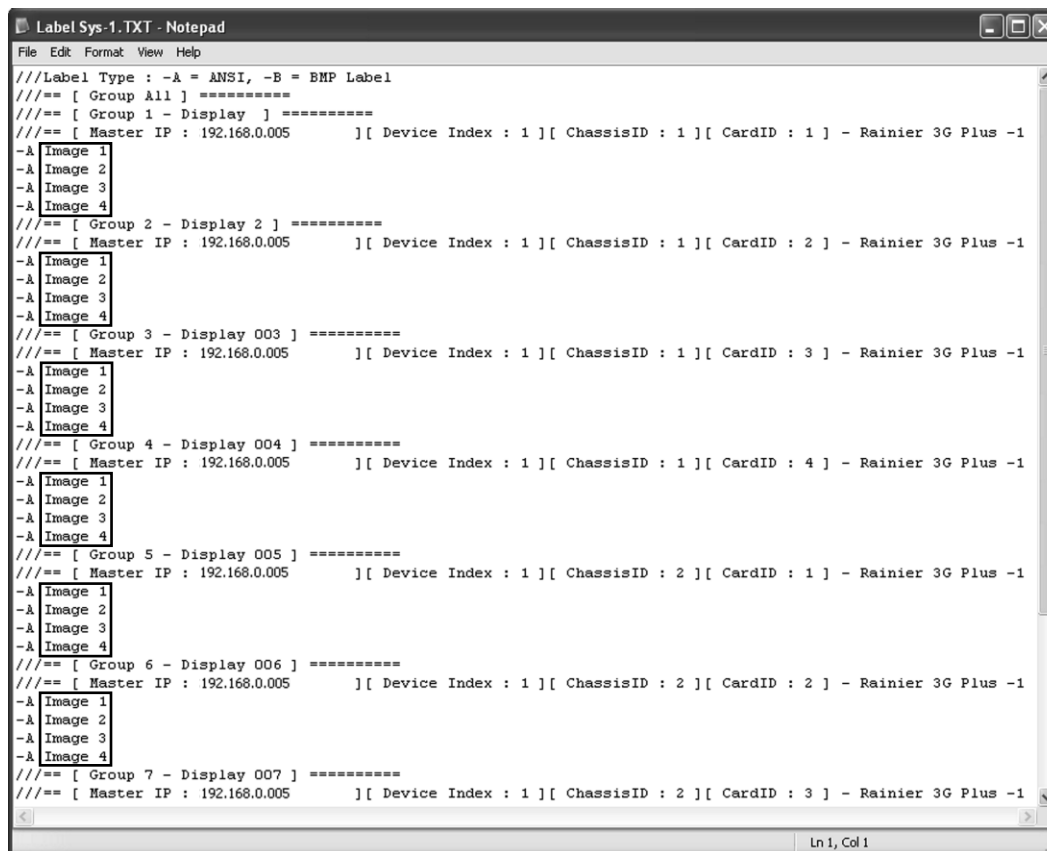 Label Sys-1.TXT - Notepad
File Edit Format View Help
///Label Type : -A = ANSI, -B = BMP Label
///== [ Group All ] ==========
///== [ Group 1 - Display  ] ==========
///== [ Master IP : 192.168.0.005       ][ Device Index : 1 ][ ChassisID : 1 ][ CardID : 1 ] - Rainier 3G Plus -1
-A Image 1
-A Image 2
-A Image 3
-A Image 4
///== [ Group 2 - Display 2 ] ==========
///== [ Master IP : 192.168.0.005       ][ Device Index : 1 ][ ChassisID : 1 ][ CardID : 2 ] - Rainier 3G Plus -1
-A Image 1
-A Image 2
-A Image 3
-A Image 4
///== [ Group 3 - Display 003 ] ==========
///== [ Master IP : 192.168.0.005       ][ Device Index : 1 ][ ChassisID : 1 ][ CardID : 3 ] - Rainier 3G Plus -1
-A Image 1
-A Image 2
-A Image 3
-A Image 4
///== [ Group 4 - Display 004 ] ==========
///== [ Master IP : 192.168.0.005       ][ Device Index : 1 ][ ChassisID : 1 ][ CardID : 4 ] - Rainier 3G Plus -1
-A Image 1
-A Image 2
-A Image 3
-A Image 4
///== [ Group 5 - Display 005 ] ==========
///== [ Master IP : 192.168.0.005       ][ Device Index : 1 ][ ChassisID : 2 ][ CardID : 1 ] - Rainier 3G Plus -1
-A Image 1
-A Image 2
-A Image 3
-A Image 4
///== [ Group 6 - Display 006 ] ==========
///== [ Master IP : 192.168.0.005       ][ Device Index : 1 ][ ChassisID : 2 ][ CardID : 2 ] - Rainier 3G Plus -1
-A Image 1
-A Image 2
-A Image 3
-A Image 4
///== [ Group 7 - Display 007 ] ==========
///== [ Master IP : 192.168.0.005       ][ Device Index : 1 ][ ChassisID : 2 ][ CardID : 3 ] - Rainier 3G Plus -1
Ln 1, Col 1